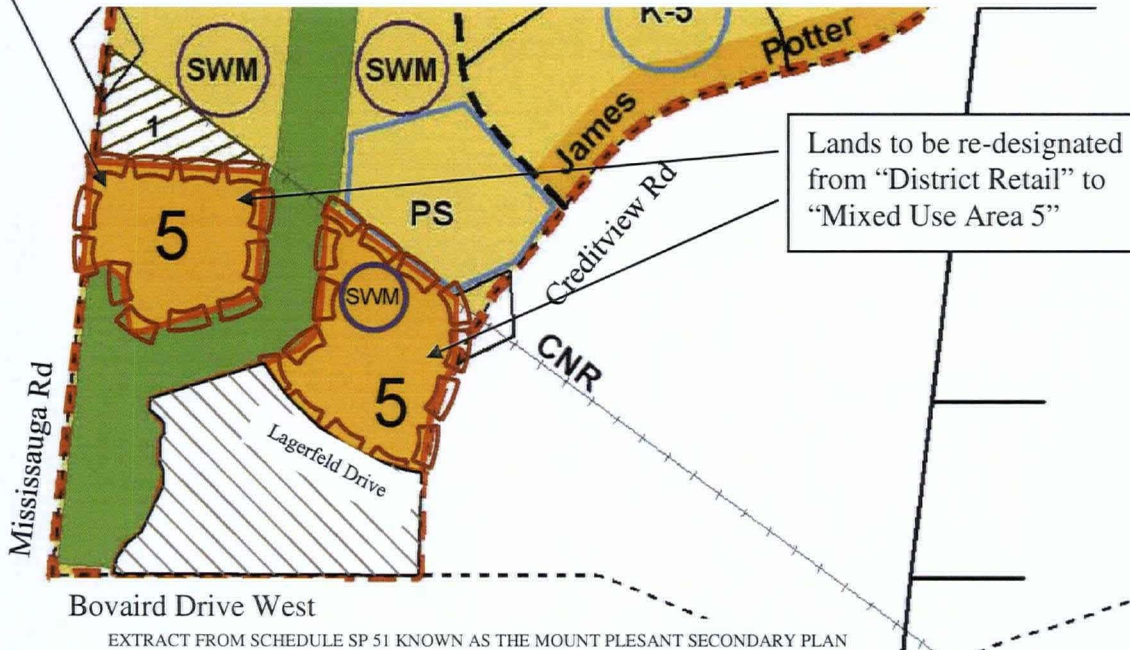 K-5
SWM
SWM
Potter
James
1
Lands to be re-designated
from "District Retail" to
"Mixed Use Area 5"
PS
5
Creditview Rd
SWM
CNR
5
Mississauga Rd
Lagerfeld Drive
Bovaird Drive West
EXTRACT FROM SCHEDULE SP 51 KNOWN AS THE MOUNT PLESANT SECONDARY PLAN